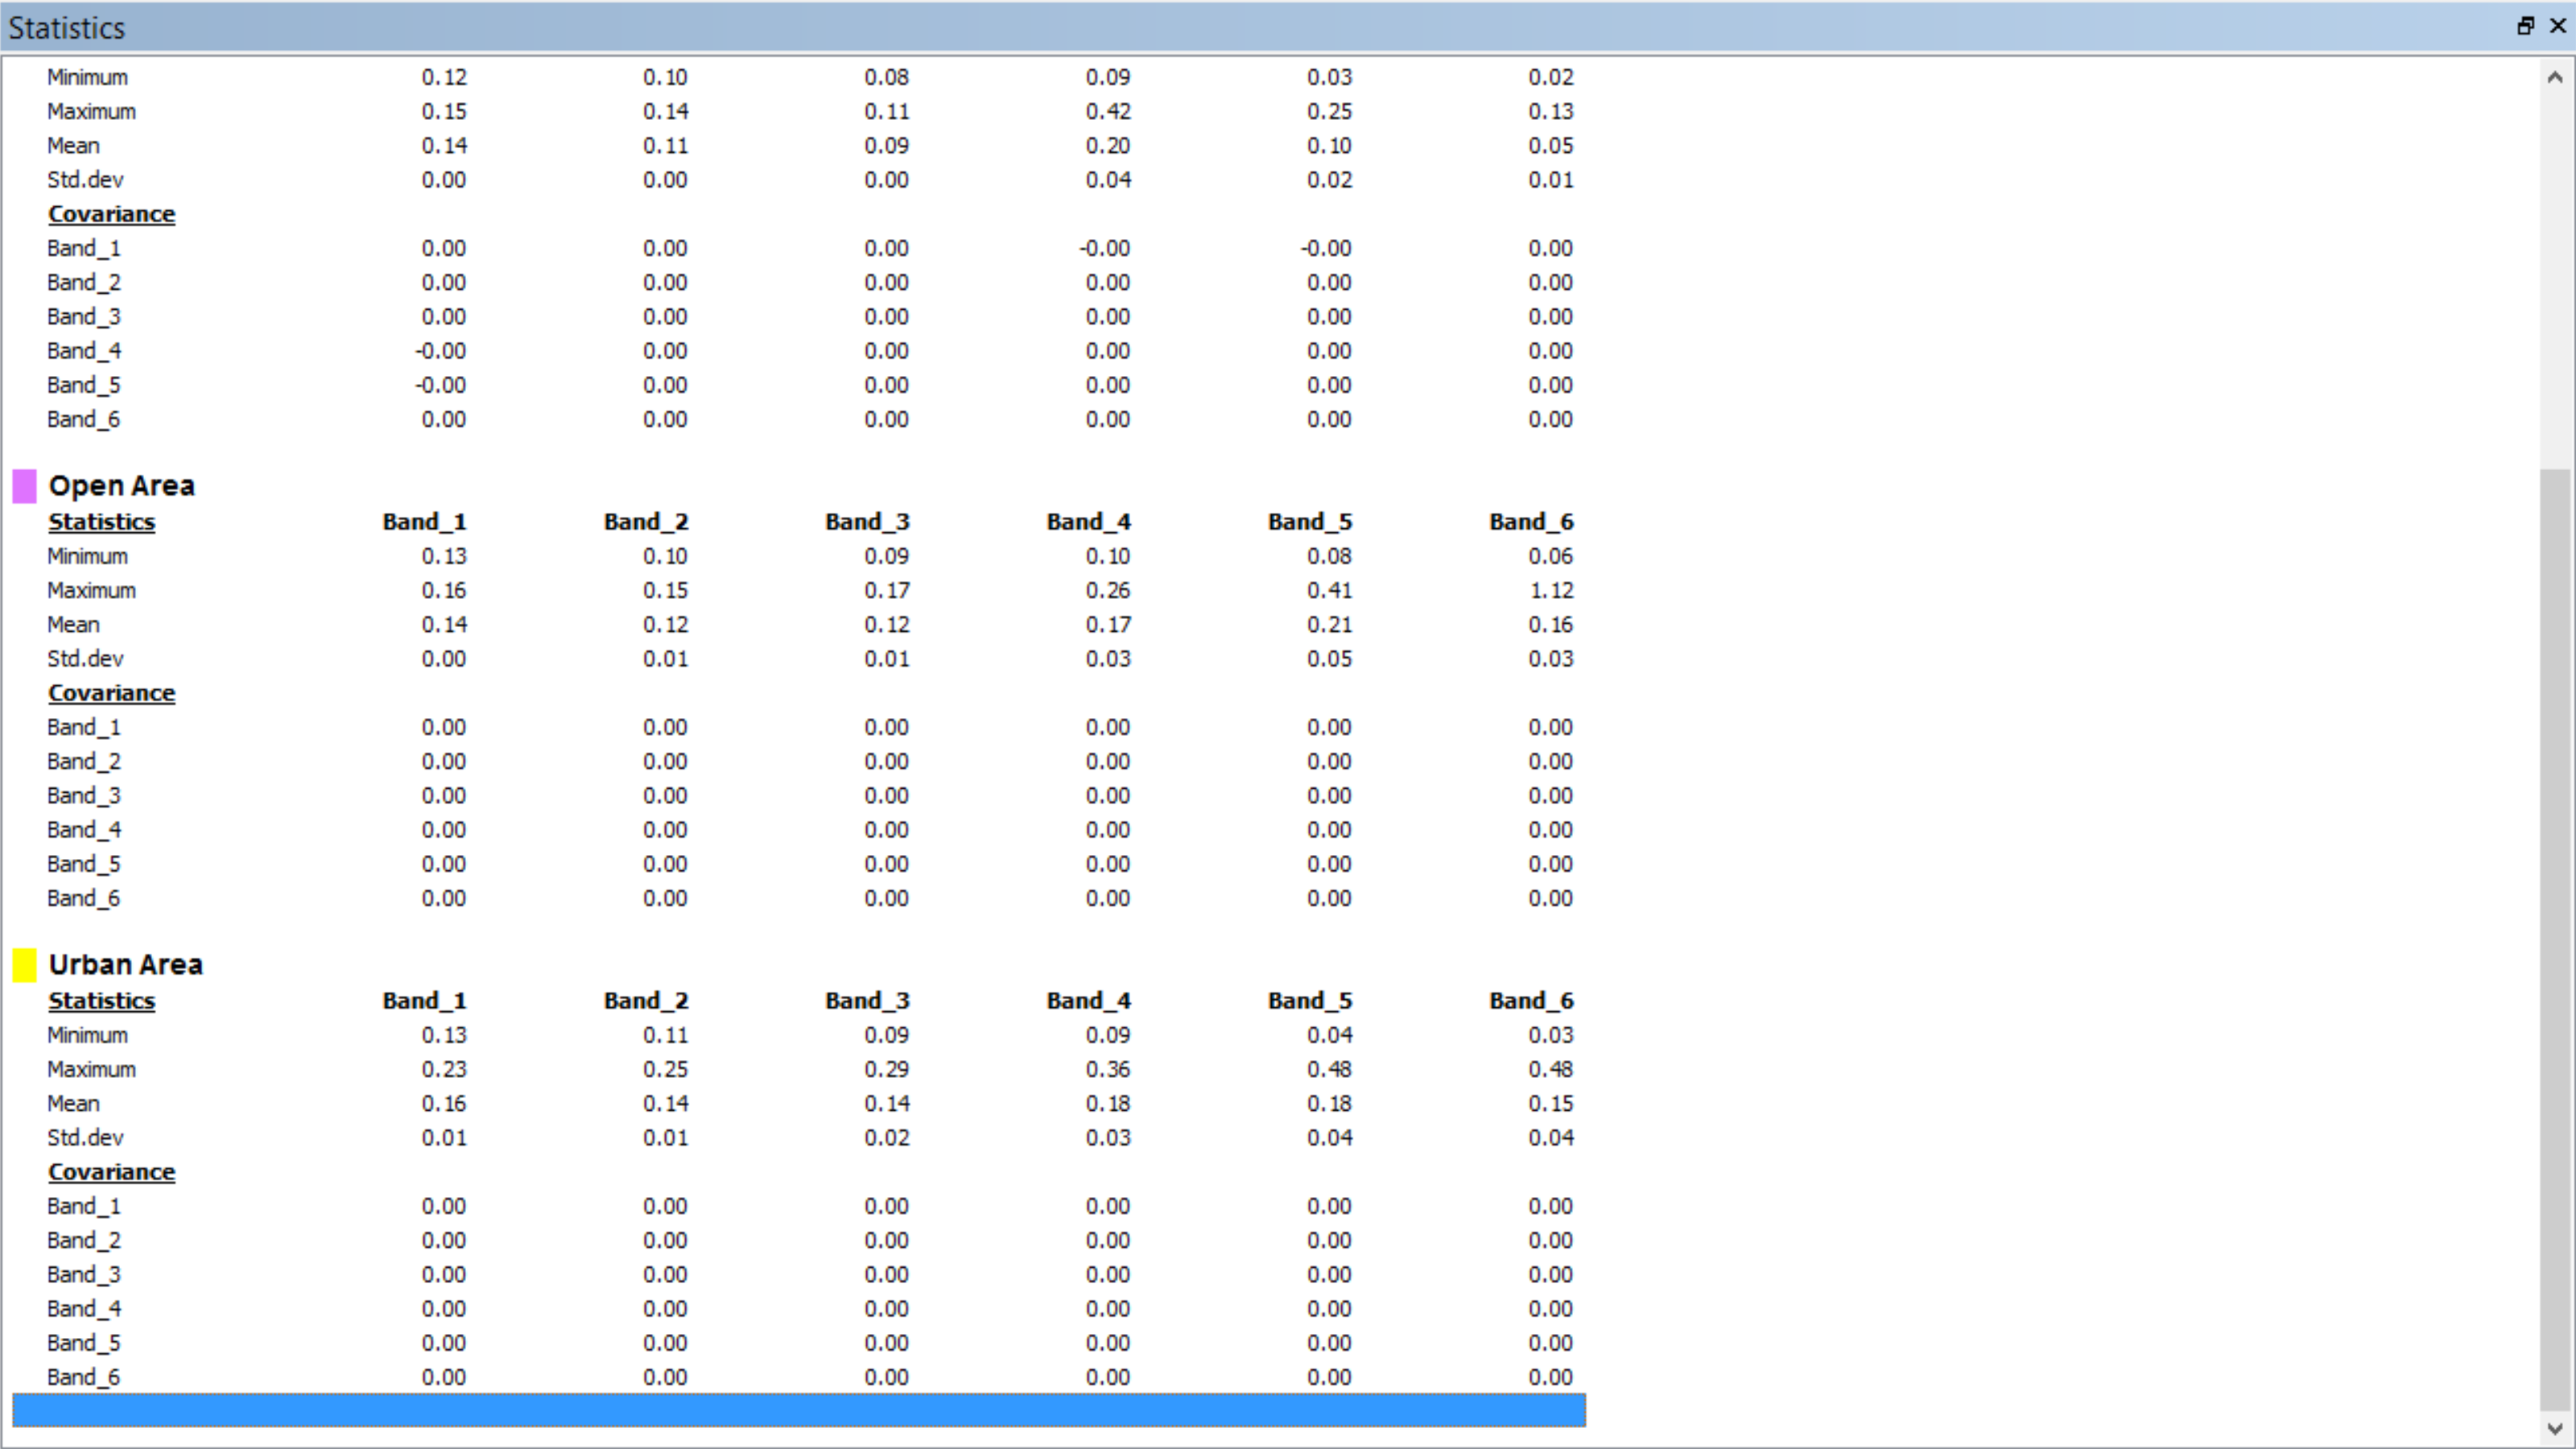 Statistics
Minimum 0.12 0.10 0.08 0.09 0.03 0.02
Maximum 0.15 0.14 0.11 0.42 0.25 0.13
Mean 0.14 0.11 0.09 0.20 0.10 0.05
Std.dev 0.00 0.00 0.00 0.04 0.02 0.01
Covariance
Band_1 0.00 0.00 0.00 -0.00 -0.00 0.00
Band_2 0.00 0.00 0.00 0.00 0.00 0.00
Band_3 0.00 0.00 0.00 0.00 0.00 0.00
Band_4 -0.00 0.00 0.00 0.00 0.00 0.00
Band_5 -0.00 0.00 0.00 0.00 0.00 0.00
Band_6 0.00 0.00 0.00 0.00 0.00 0.00
Open Area
Statistics Band_1 Band_2 Band_3 Band_4 Band_5 Band_6
Minimum 0.13 0.10 0.09 0.10 0.08 0.06
Maximum 0.16 0.15 0.17 0.26 0.41 1.12
Mean 0.14 0.12 0.12 0.17 0.21 0.16
Std.dev 0.00 0.01 0.01 0.03 0.05 0.03
Covariance
Band_1 0.00 0.00 0.00 0.00 0.00 0.00
Band_2 0.00 0.00 0.00 0.00 0.00 0.00
Band_3 0.00 0.00 0.00 0.00 0.00 0.00
Band_4 0.00 0.00 0.00 0.00 0.00 0.00
Band_5 0.00 0.00 0.00 0.00 0.00 0.00
Band_6 0.00 0.00 0.00 0.00 0.00 0.00
Urban Area
Statistics Band_1 Band_2 Band_3 Band_4 Band_5 Band_6
Minimum 0.13 0.11 0.09 0.09 0.04 0.03
Maximum 0.23 0.25 0.29 0.36 0.48 0.48
Mean 0.16 0.14 0.14 0.18 0.18 0.15
Std.dev 0.01 0.01 0.02 0.03 0.04 0.04
Covariance
Band_1 0.00 0.00 0.00 0.00 0.00 0.00
Band_2 0.00 0.00 0.00 0.00 0.00 0.00
Band_3 0.00 0.00 0.00 0.00 0.00 0.00
Band_4 0.00 0.00 0.00 0.00 0.00 0.00
Band_5 0.00 0.00 0.00 0.00 0.00 0.00
Band_6 0.00 0.00 0.00 0.00 0.00 0.00